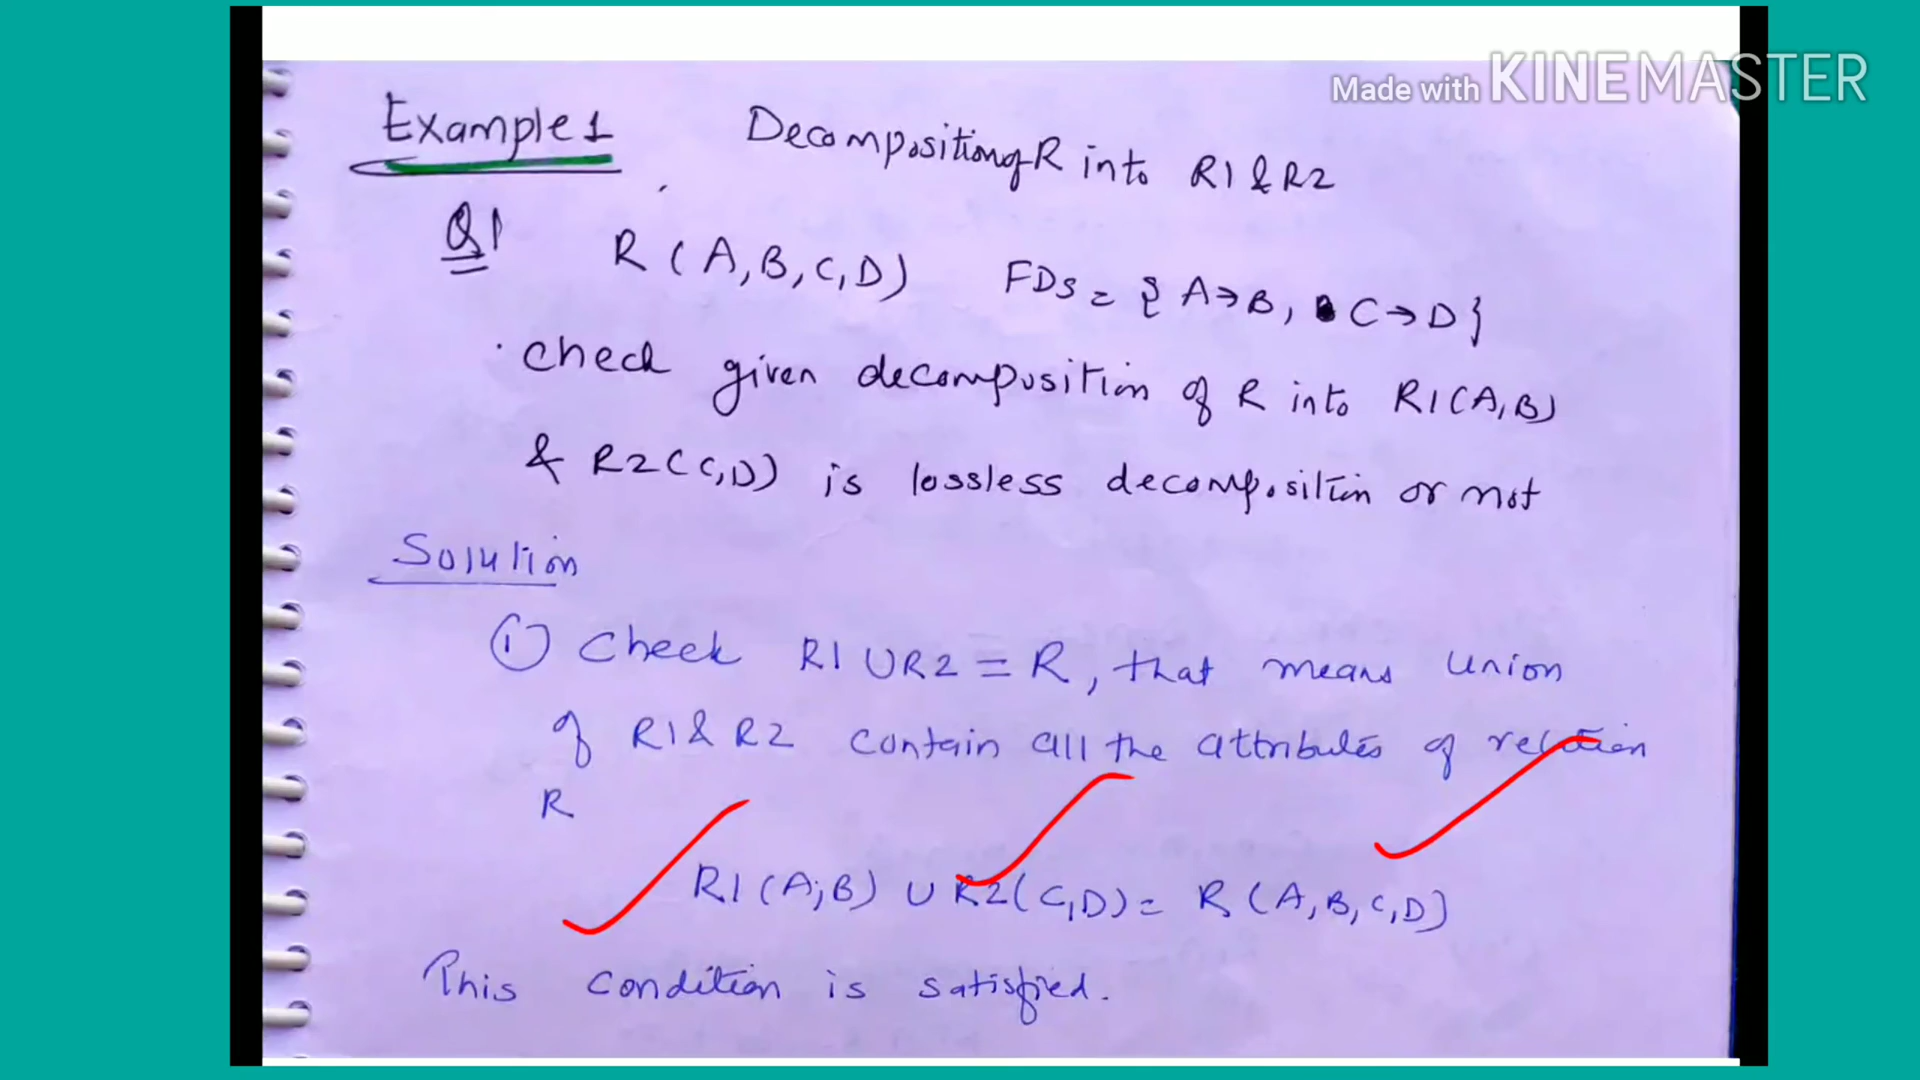 Made with KINEMASTER
Example 1 Decomposition of R into R1 & R2
Q1 R (A, B, C, D) FDs = { A→B, C→D }
check given decomposition of R into R1(A, B)
& R2(C, D) is lossless decomposition or not
Solution
① Check R1 ∪ R2 = R, that means union
of R1 & R2 contain all the attributes of relation
R
R1 (A, B) ∪ R2 (C, D) = R (A, B, C, D)
This condition is satisfied.